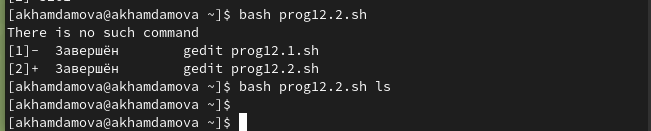 [akhamdamova@akhamdamova ~]$ bash prog12.2.sh
There is no such command
[1]-  Завершён        gedit prog12.1.sh
[2]+  Завершён        gedit prog12.2.sh
[akhamdamova@akhamdamova ~]$ bash prog12.2.sh ls
[akhamdamova@akhamdamova ~]$
[akhamdamova@akhamdamova ~]$